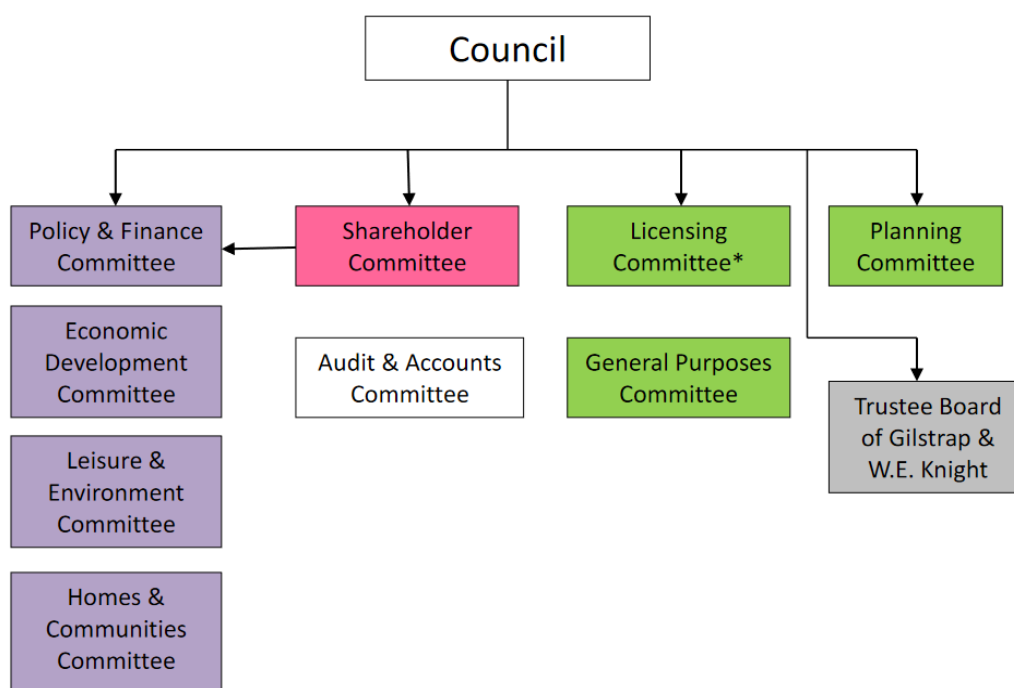 Council
Policy & Finance
Committee
Shareholder
Committee
Licensing
Committee*
Planning
Committee
Economic
Development
Committee
Audit & Accounts
Committee
General Purposes
Committee
Trustee Board
of Gilstrap &
W.E. Knight
Leisure &
Environment
Committee
Homes &
Communities
Committee